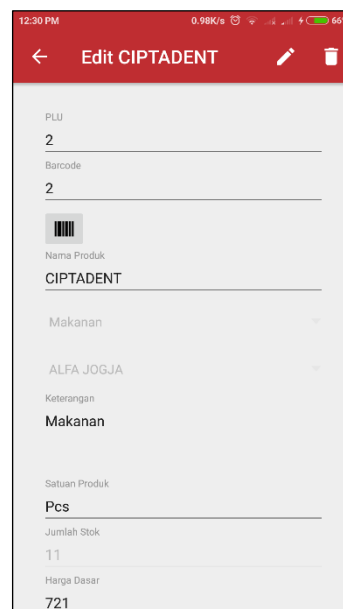 12:30 PM 0.98K/s 66%
Edit CIPTADENT
PLU
2
Barcode
2
Nama Produk
CIPTADENT
Makanan
ALFA JOGJA
Keterangan
Makanan
Satuan Produk
Pcs
Jumlah Stok
11
Harga Dasar
721